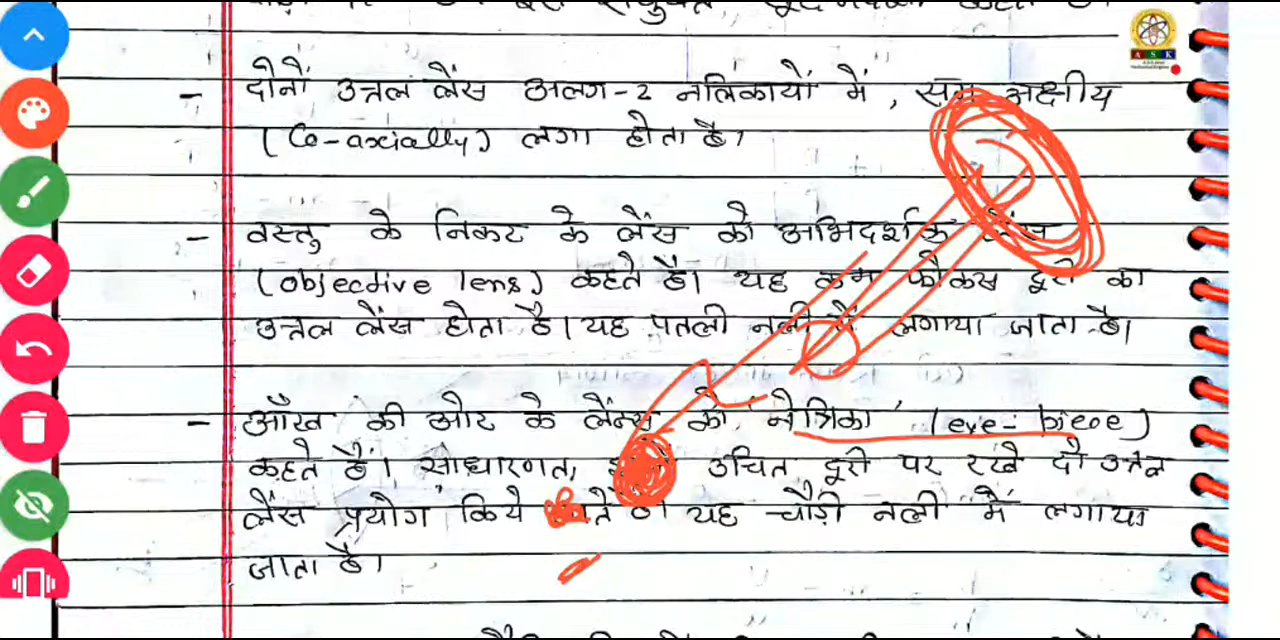 - दोनों उत्तल लैंस अलग-2 नलिकायों में, सम अक्षीय
(Co-axially) लगा होता है।
- वस्तु के निकट के लैंस को अभिदर्शक लैंस
(objective lens) कहते है। यह कम फोकस दूरी का
उत्तल लैंस होता है। यह पतली नली में लगाया जाता है।
- आँख की ओर के लैंन्स को नेत्रिका (eye-piece)
कहते है। साधारणत, उचित दूरी पर रखे दो उत्तल
लैंस प्रयोग किये यह चौड़ी नली में लगाया
जाता है।
A S K